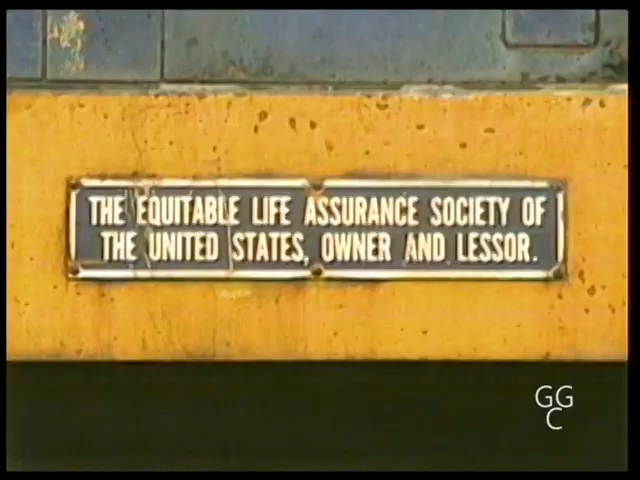 THE EQUITABLE LIFE ASSURANCE SOCIETY OF
THE UNITED STATES, OWNER AND LESSOR.
GG
C